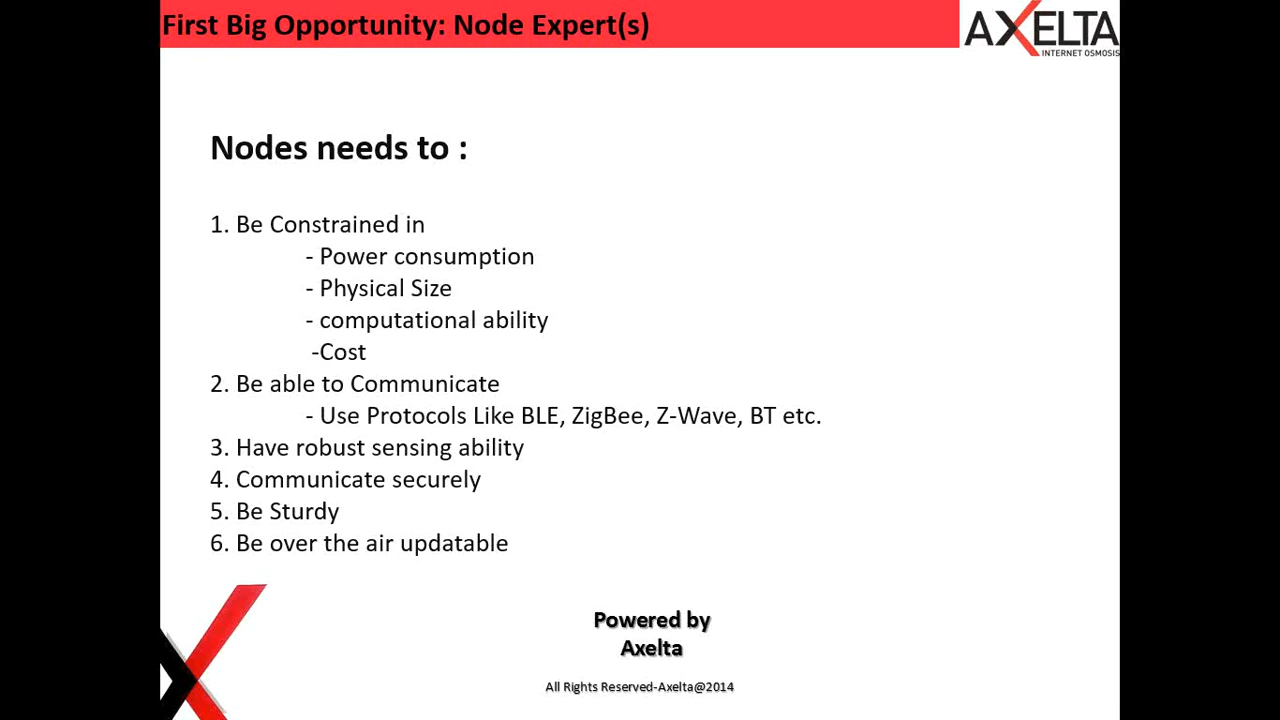 First Big Opportunity: Node Expert(s)
AXELTA
INTERNET OSMOSIS
Nodes needs to :
1. Be Constrained in
- Power consumption
- Physical Size
- computational ability
-Cost
2. Be able to Communicate
- Use Protocols Like BLE, ZigBee, Z-Wave, BT etc.
3. Have robust sensing ability
4. Communicate securely
5. Be Sturdy
6. Be over the air updatable
Powered by
Axelta
All Rights Reserved-Axelta@2014